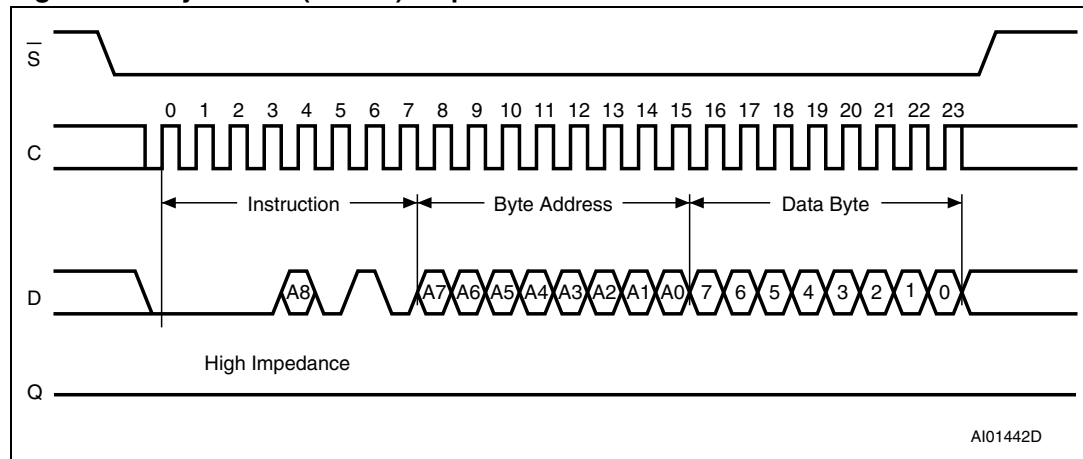 S
0 1 2 3 4 5 6 7 8 9 10 11 12 13 14 15 16 17 18 19 20 21 22 23
C
Instruction Byte Address Data Byte
D A8 A7 A6 A5 A4 A3 A2 A1 A0 7 6 5 4 3 2 1 0
High Impedance
Q
AI01442D